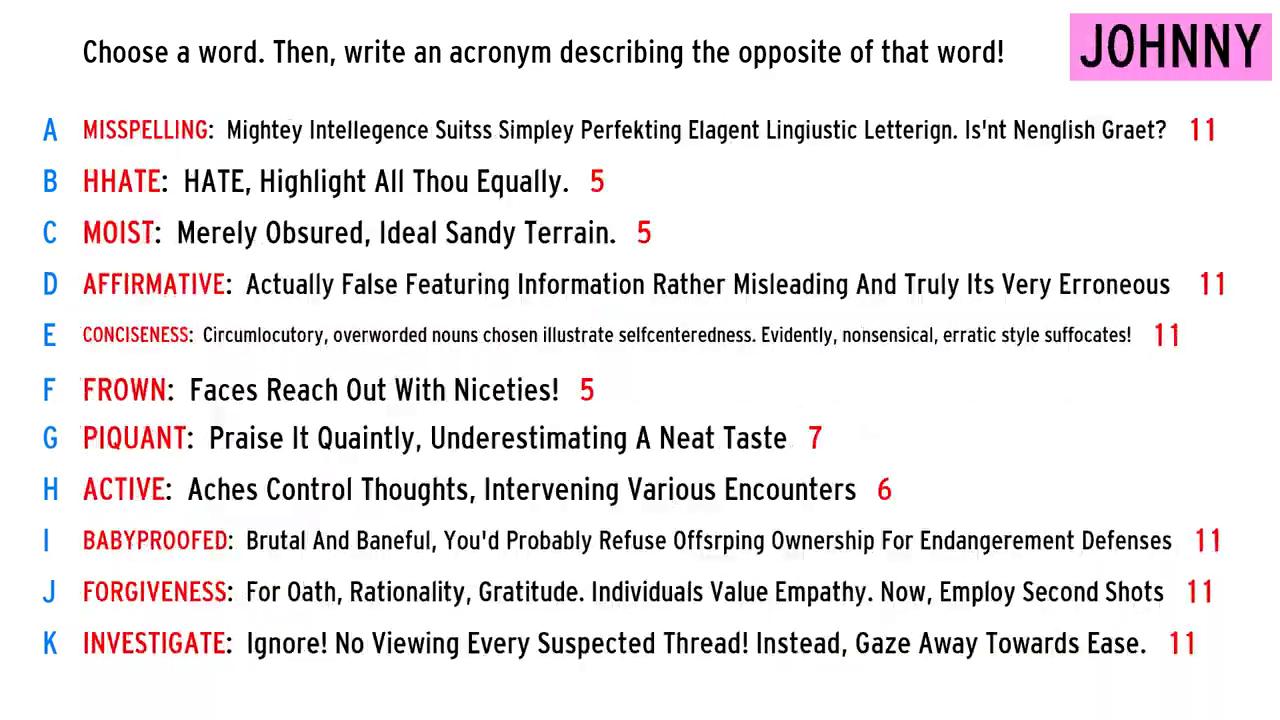 Choose a word. Then, write an acronym describing the opposite of that word!
JOHNNY
A MISSPELLING: Mightey Intellegence Suitss Simpley Perfekting Elagent Lingiustic Letterign. Is'nt Nenglish Graet? 11
B HHATE: HATE, Highlight All Thou Equally. 5
C MOIST: Merely Obsured, Ideal Sandy Terrain. 5
D AFFIRMATIVE: Actually False Featuring Information Rather Misleading And Truly Its Very Erroneous 11
E CONCISENESS: Circumlocutory, overworded nouns chosen illustrate selfcenteredness. Evidently, nonsensical, erratic style suffocates! 11
F FROWN: Faces Reach Out With Niceties! 5
G PIQUANT: Praise It Quaintly, Underestimating A Neat Taste 7
H ACTIVE: Aches Control Thoughts, Intervening Various Encounters 6
I BABYPROOFED: Brutal And Baneful, You'd Probably Refuse Offsrping Ownership For Endangerement Defenses 11
J FORGIVENESS: For Oath, Rationality, Gratitude. Individuals Value Empathy. Now, Employ Second Shots 11
K INVESTIGATE: Ignore! No Viewing Every Suspected Thread! Instead, Gaze Away Towards Ease. 11